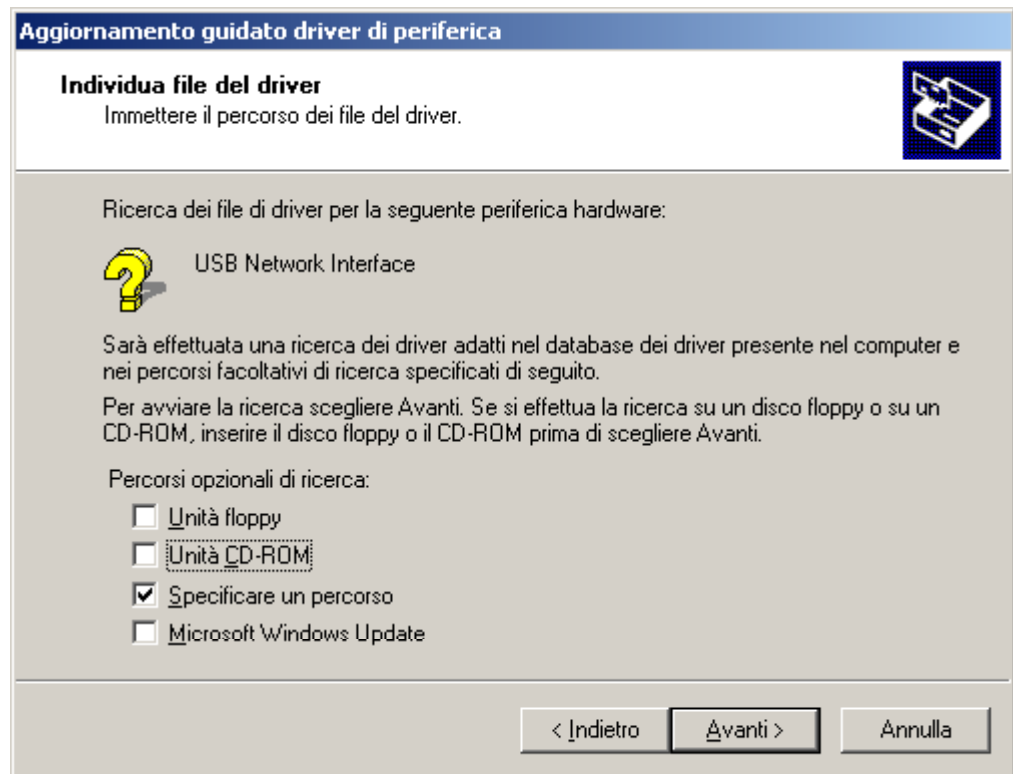 Aggiornamento guidato driver di periferica
Individua file del driver
Immettere il percorso dei file del driver.
Ricerca dei file di driver per la seguente periferica hardware:
USB Network Interface
Sarà effettuata una ricerca dei driver adatti nel database dei driver presente nel computer e
nei percorsi facoltativi di ricerca specificati di seguito.
Per avviare la ricerca scegliere Avanti. Se si effettua la ricerca su un disco floppy o su un
CD-ROM, inserire il disco floppy o il CD-ROM prima di scegliere Avanti.
Percorsi opzionali di ricerca:
Unità floppy
Unità CD-ROM
Specificare un percorso
Microsoft Windows Update
< Indietro Avanti > Annulla